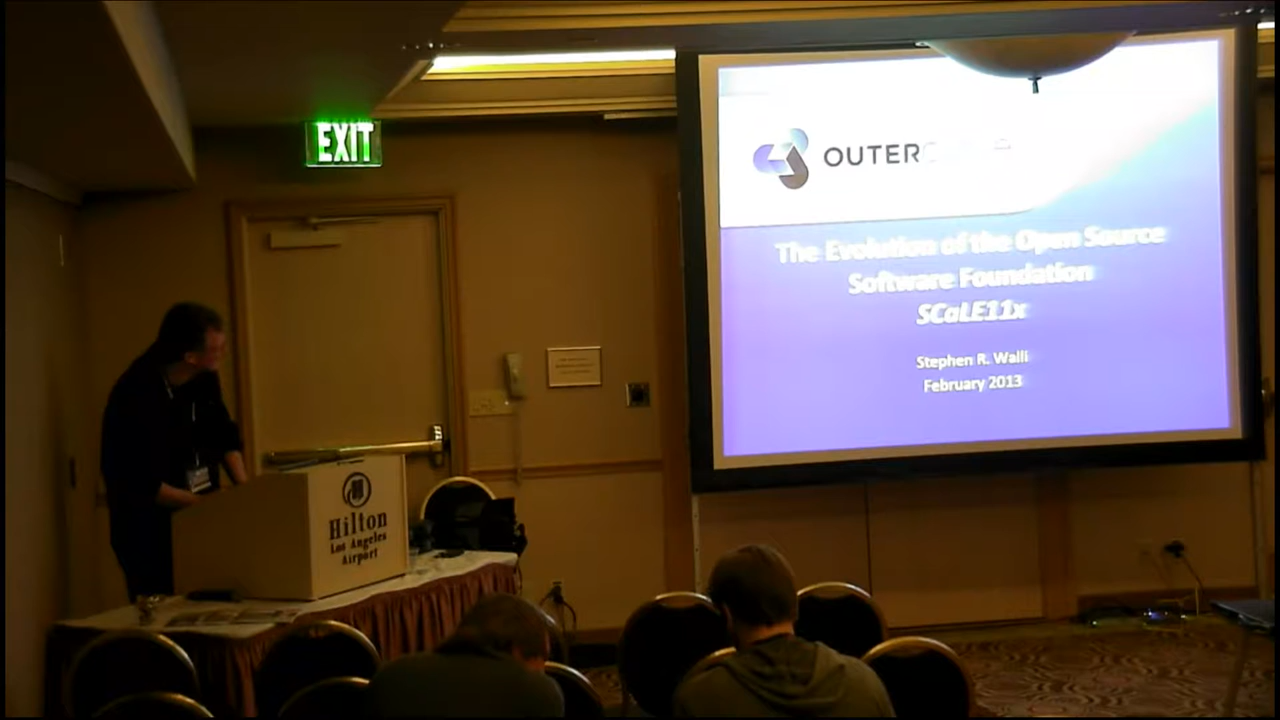 EXIT
OUTER
The Evolution of the Open Source
Software Foundation
SCaLE11x
Stephen R. Walli
February 2013
Hilton
Los Angeles
Airport